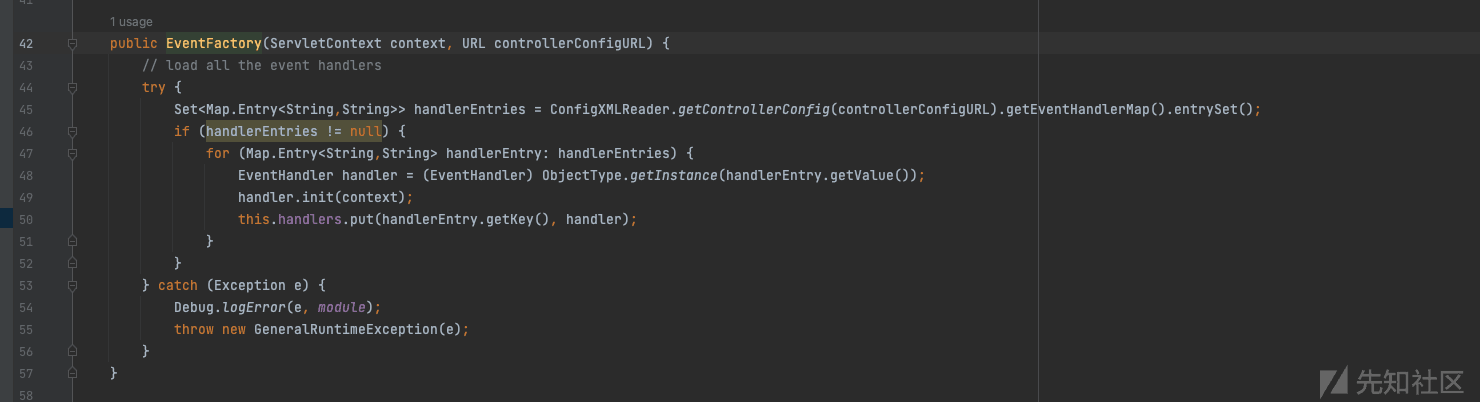 41
1 usage
42 public EventFactory(ServletContext context, URL controllerConfigURL) {
43 // load all the event handlers
44 try {
45 Set<Map.Entry<String,String>> handlerEntries = ConfigXMLReader.getControllerConfig(controllerConfigURL).getEventHandlerMap().entrySet();
46 if (handlerEntries != null) {
47 for (Map.Entry<String,String> handlerEntry: handlerEntries) {
48 EventHandler handler = (EventHandler) ObjectType.getInstance(handlerEntry.getValue());
49 handler.init(context);
50 this.handlers.put(handlerEntry.getKey(), handler);
51 }
52 }
53 } catch (Exception e) {
54 Debug.logError(e, module);
55 throw new GeneralRuntimeException(e);
56 }
57 }
58
先知社区